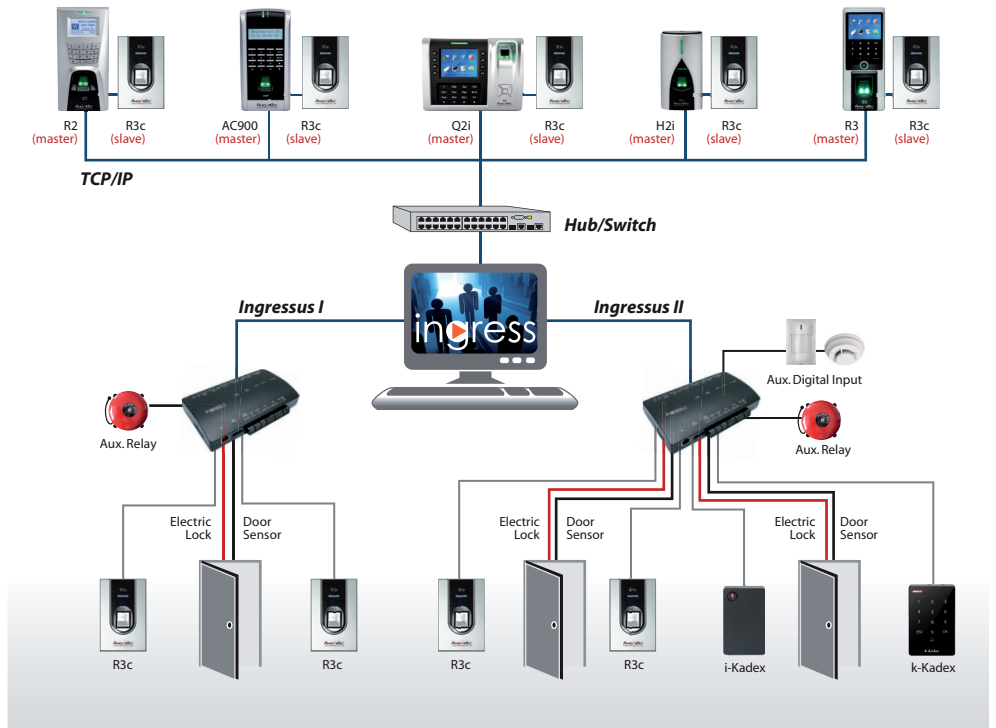 R2
(master)
R3c
(slave)
AC900
(master)
R3c
(slave)
Q2i
(master)
R3c
(slave)
H2i
(master)
R3c
(slave)
R3
(master)
R3c
(slave)
TCP/IP
Hub/Switch
Ingressus I
ingress
Ingressus II
Aux. Digital Input
Aux. Relay
Aux. Relay
Electric
Lock
Door
Sensor
Electric
Lock
Door
Sensor
Electric
Lock
Door
Sensor
R3c
R3c
R3c
R3c
i-Kadex
k-Kadex
k-Kadex